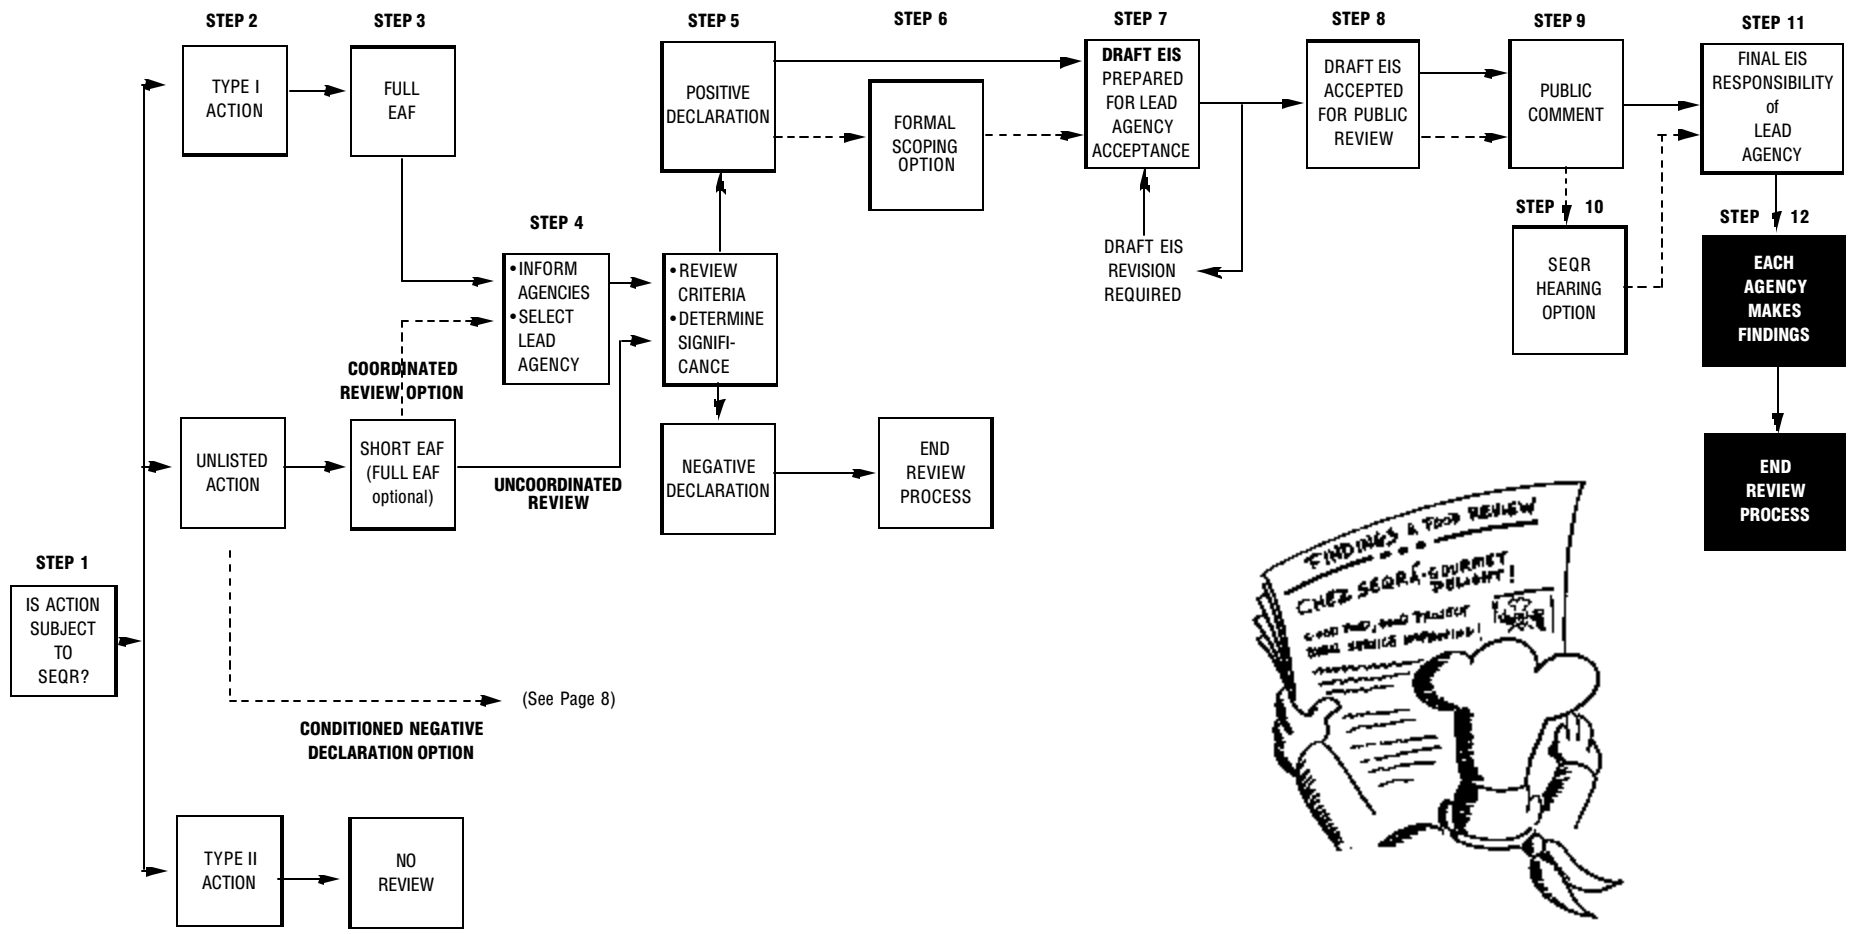 STEP 1
IS ACTION
SUBJECT
TO
SEQR?
STEP 2
TYPE I
ACTION
UNLISTED
ACTION
TYPE II
ACTION
STEP 3
FULL
EAF
COORDINATED
REVIEW OPTION
SHORT EAF
(FULL EAF
optional)
UNCOORDINATED
REVIEW
(See Page 8)
CONDITIONED NEGATIVE
DECLARATION OPTION
NO
REVIEW
STEP 4
•INFORM
AGENCIES
•SELECT
LEAD
AGENCY
STEP 5
POSITIVE
DECLARATION
•REVIEW
CRITERIA
•DETERMINE
SIGNIFI-
CANCE
NEGATIVE
DECLARATION
END
REVIEW
PROCESS
STEP 6
FORMAL
SCOPING
OPTION
STEP 7
DRAFT EIS
PREPARED
FOR LEAD
AGENCY
ACCEPTANCE
DRAFT EIS
REVISION
REQUIRED
STEP 8
DRAFT EIS
ACCEPTED
FOR PUBLIC
REVIEW
STEP 9
PUBLIC
COMMENT
STEP 10
SEQR
HEARING
OPTION
STEP 11
FINAL EIS
RESPONSIBILITY
of
LEAD
AGENCY
STEP 12
EACH
AGENCY
MAKES
FINDINGS
END
REVIEW
PROCESS
FINDINGS A FOOD REVIEW
CHEZ SEQRÁ-GOURMET
DELIGHT!